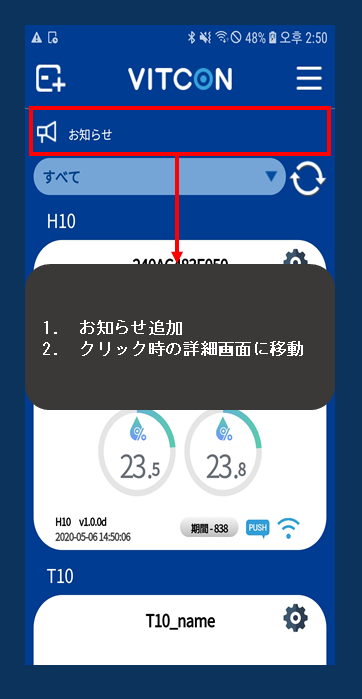 48% 오후 2:50
VITCON
お知らせ
すべて
H10
1. お知らせ追加
2. クリック時の詳細画面に移動
% %
23.5 23.8
H10 v1.0.0d
期間-838 PUSH
2020-05-06 14:50:06
T10
T10_name